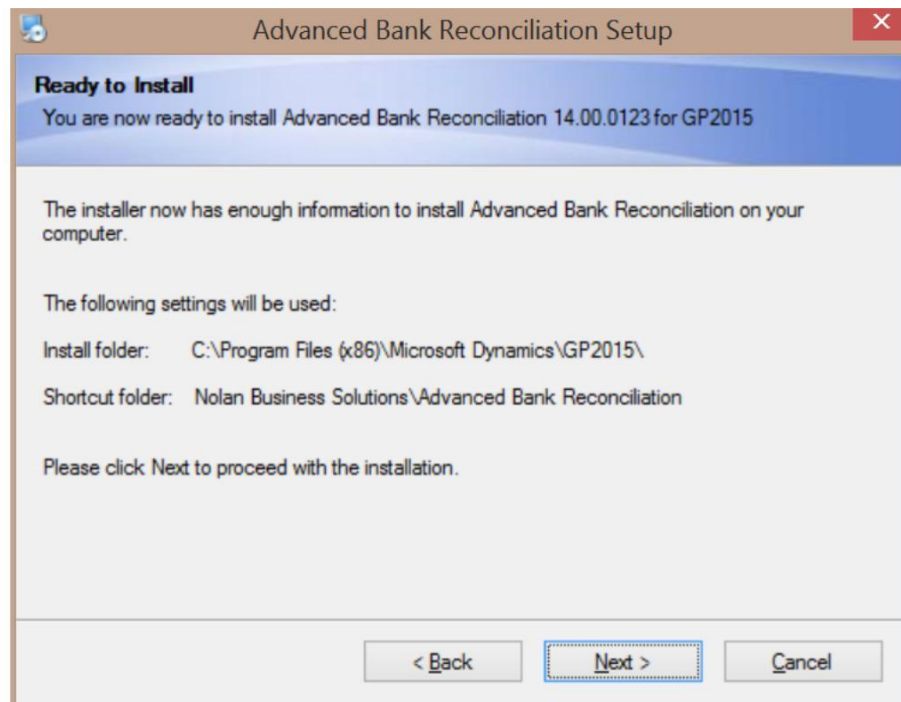 Advanced Bank Reconciliation Setup
Ready to Install
You are now ready to install Advanced Bank Reconciliation 14.00.0123 for GP2015
The installer now has enough information to install Advanced Bank Reconciliation on your
computer.
The following settings will be used:
Install folder: C:\Program Files (x86)\Microsoft Dynamics\GP2015\
Shortcut folder: Nolan Business Solutions\Advanced Bank Reconciliation
Please click Next to proceed with the installation.
< Back Next > Cancel